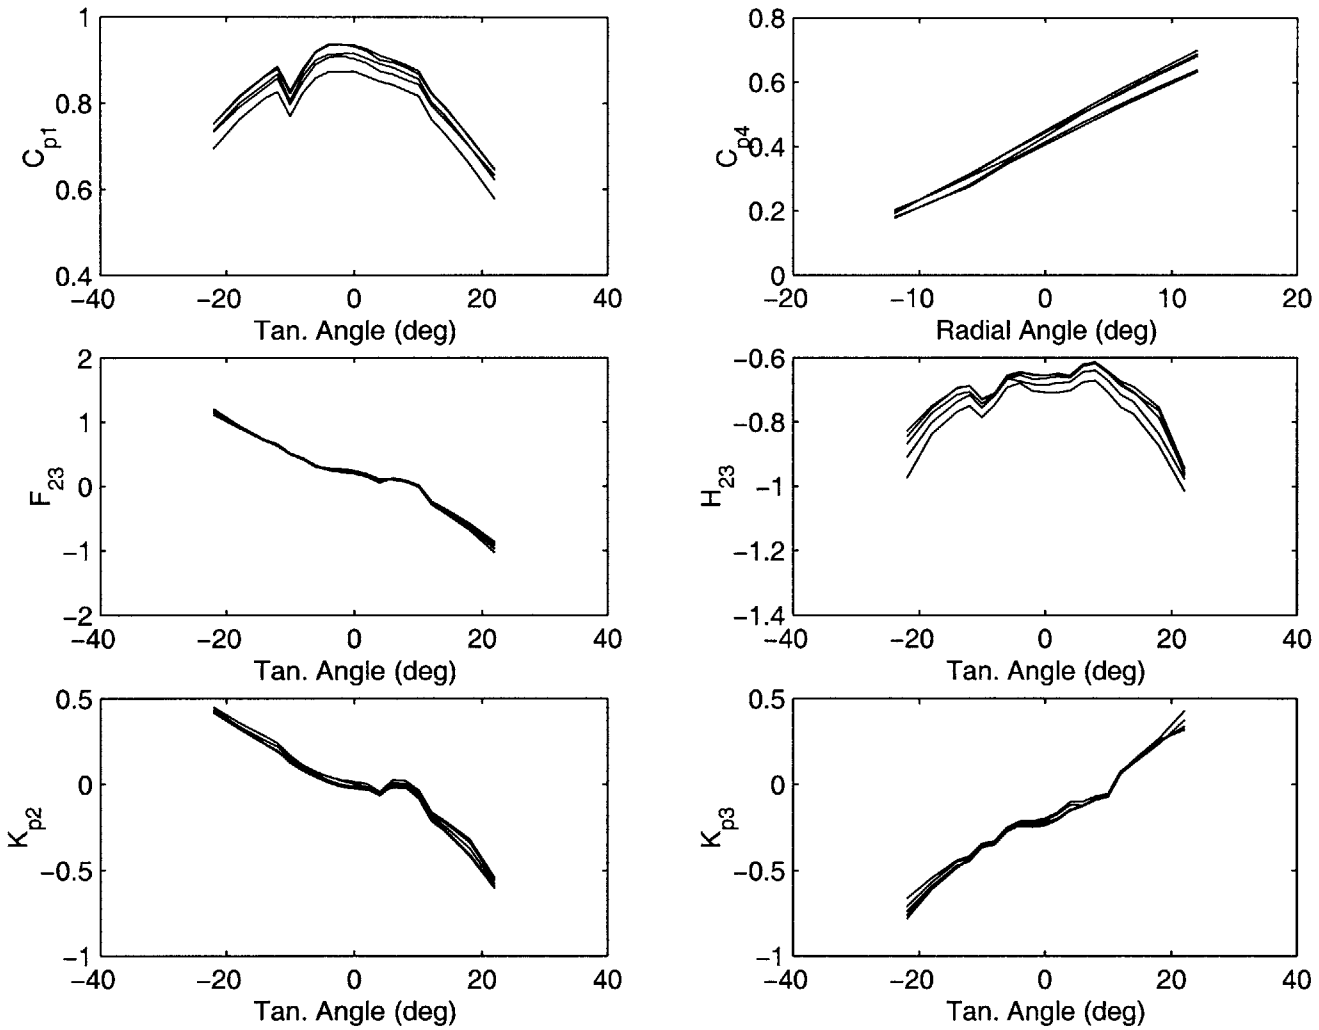 1
0.8
0.6
0.4
C_p1
−40 −20 0 20 40
Tan. Angle (deg)
0.8
0.6
0.4
0.2
0
C_p4
−20 −10 0 10 20
Radial Angle (deg)
2
1
0
−1
−2
F_23
−40 −20 0 20 40
Tan. Angle (deg)
−0.6
−0.8
−1
−1.2
−1.4
H_23
−40 −20 0 20 40
Tan. Angle (deg)
0.5
0
−0.5
−1
K_p2
−40 −20 0 20 40
Tan. Angle (deg)
0.5
0
−0.5
−1
K_p3
−40 −20 0 20 40
Tan. Angle (deg)